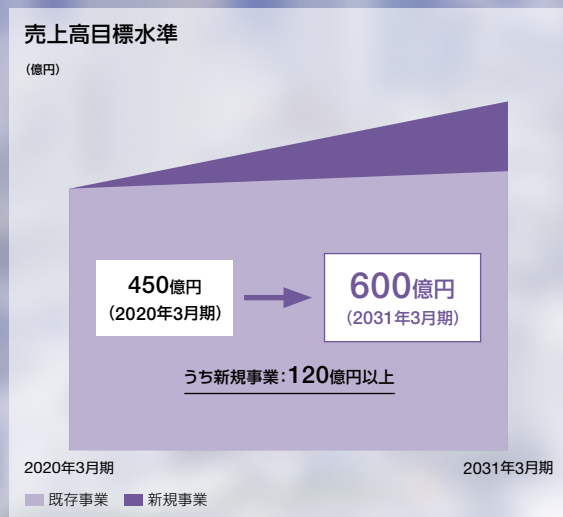 売上高目標水準
（億円）
450億円
（2020年3月期）
600億円
（2031年3月期）
うち新規事業：120億円以上
2020年3月期
2031年3月期
既存事業 新規事業